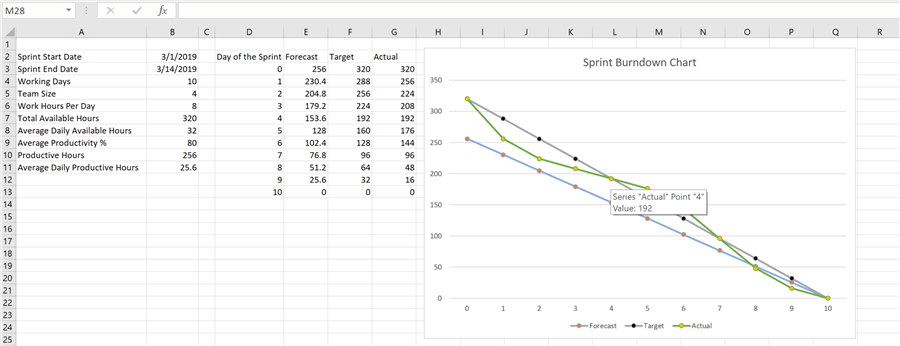 M28 fx
A B C D E F G H I J K L M N O P Q R
1
2 Sprint Start Date 3/1/2019 Day of the Sprint Forecast Target Actual
3 Sprint End Date 3/14/2019 0 256 320 320
4 Working Days 10 1 230.4 288 256
5 Team Size 4 2 204.8 256 224
6 Work Hours Per Day 8 3 179.2 224 208
7 Total Available Hours 320 4 153.6 192 192
8 Average Daily Available Hours 32 5 128 160 176
9 Average Productivity % 80 6 102.4 128 144
10 Productive Hours 256 7 76.8 96 96
11 Average Daily Productive Hours 25.6 8 51.2 64 48
12 9 25.6 32 16
13 10 0 0 0
14
15
16
17
18
19
20
21
22
23
24
25
Sprint Burndown Chart
350
300
250
200
150
100
50
0
Series "Actual" Point "4"
Value: 192
0 1 2 3 4 5 6 7 8 9 10
Forecast Target Actual